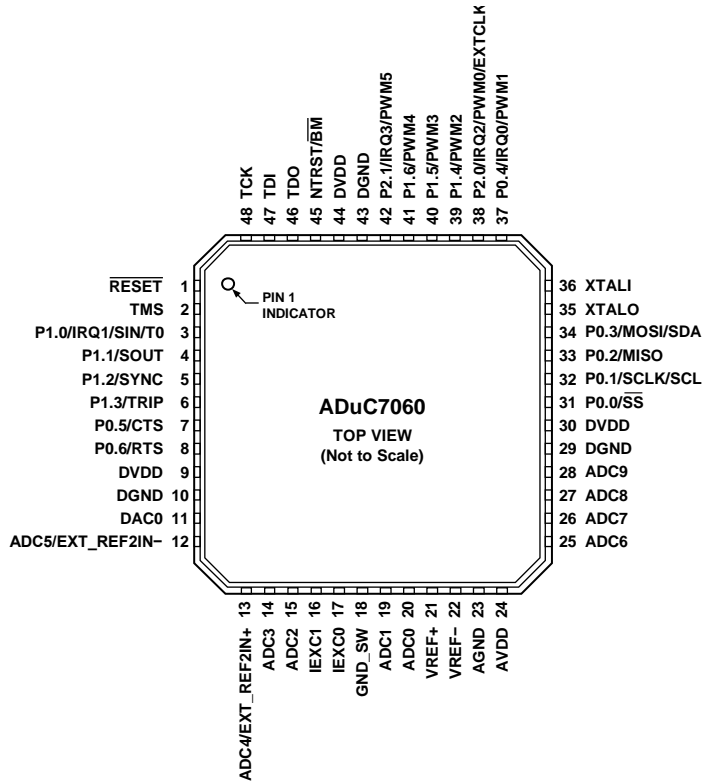 48 TCK
47 TDI
46 TDO
45 NTRST/BM
44 DVDD
43 DGND
42 P2.1/IRQ3/PWM5
41 P1.6/PWM4
40 P1.5/PWM3
39 P1.4/PWM2
38 P2.0/IRQ2/PWM0/EXTCLK
37 P0.4/IRQ0/PWM1
RESET 1
TMS 2
P1.0/IRQ1/SIN/T0 3
P1.1/SOUT 4
P1.2/SYNC 5
P1.3/TRIP 6
P0.5/CTS 7
P0.6/RTS 8
DVDD 9
DGND 10
DAC0 11
ADC5/EXT_REF2IN− 12
PIN 1
INDICATOR
ADuC7060
TOP VIEW
(Not to Scale)
36 XTALI
35 XTALO
34 P0.3/MOSI/SDA
33 P0.2/MISO
32 P0.1/SCLK/SCL
31 P0.0/SS
30 DVDD
29 DGND
28 ADC9
27 ADC8
26 ADC7
25 ADC6
ADC4/EXT_REF2IN+ 13
ADC3 14
ADC2 15
IEXC1 16
IEXC0 17
GND_SW 18
ADC1 19
ADC0 20
VREF+ 21
VREF− 22
AGND 23
AVDD 24